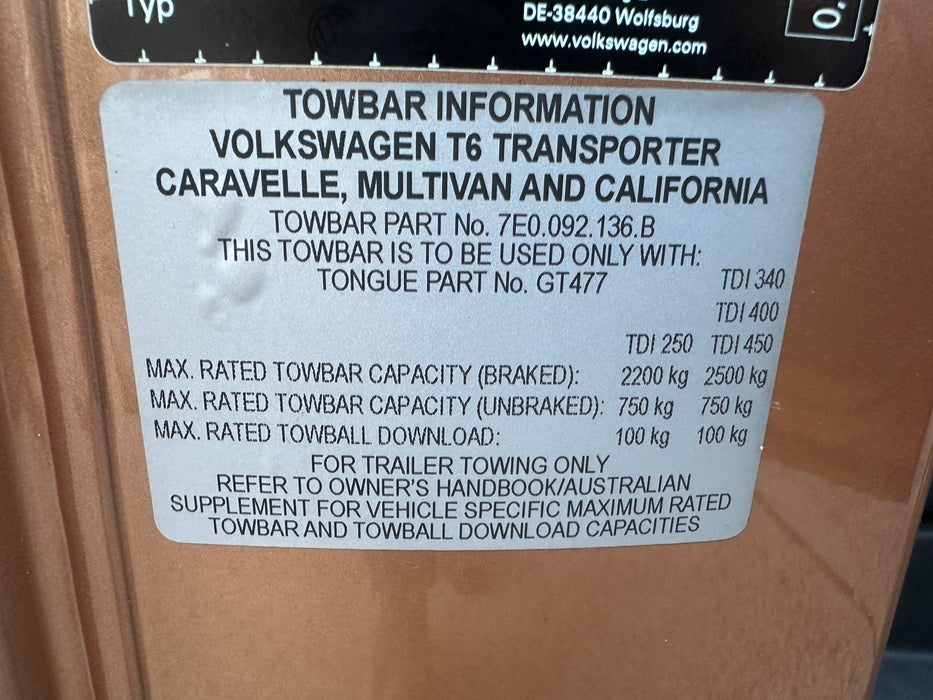 Typ
DE-38440 Wolfsburg
www.volkswagen.com
0.
TOWBAR INFORMATION
VOLKSWAGEN T6 TRANSPORTER
CARAVELLE, MULTIVAN AND CALIFORNIA
TOWBAR PART No. 7E0.092.136.B
THIS TOWBAR IS TO BE USED ONLY WITH:
TONGUE PART No. GT477 TDI 340
TDI 400
TDI 250 TDI 450
MAX. RATED TOWBAR CAPACITY (BRAKED): 2200 kg 2500 kg
MAX. RATED TOWBAR CAPACITY (UNBRAKED): 750 kg 750 kg
MAX. RATED TOWBALL DOWNLOAD: 100 kg 100 kg
FOR TRAILER TOWING ONLY
REFER TO OWNER'S HANDBOOK/AUSTRALIAN
SUPPLEMENT FOR VEHICLE SPECIFIC MAXIMUM RATED
TOWBAR AND TOWBALL DOWNLOAD CAPACITIES